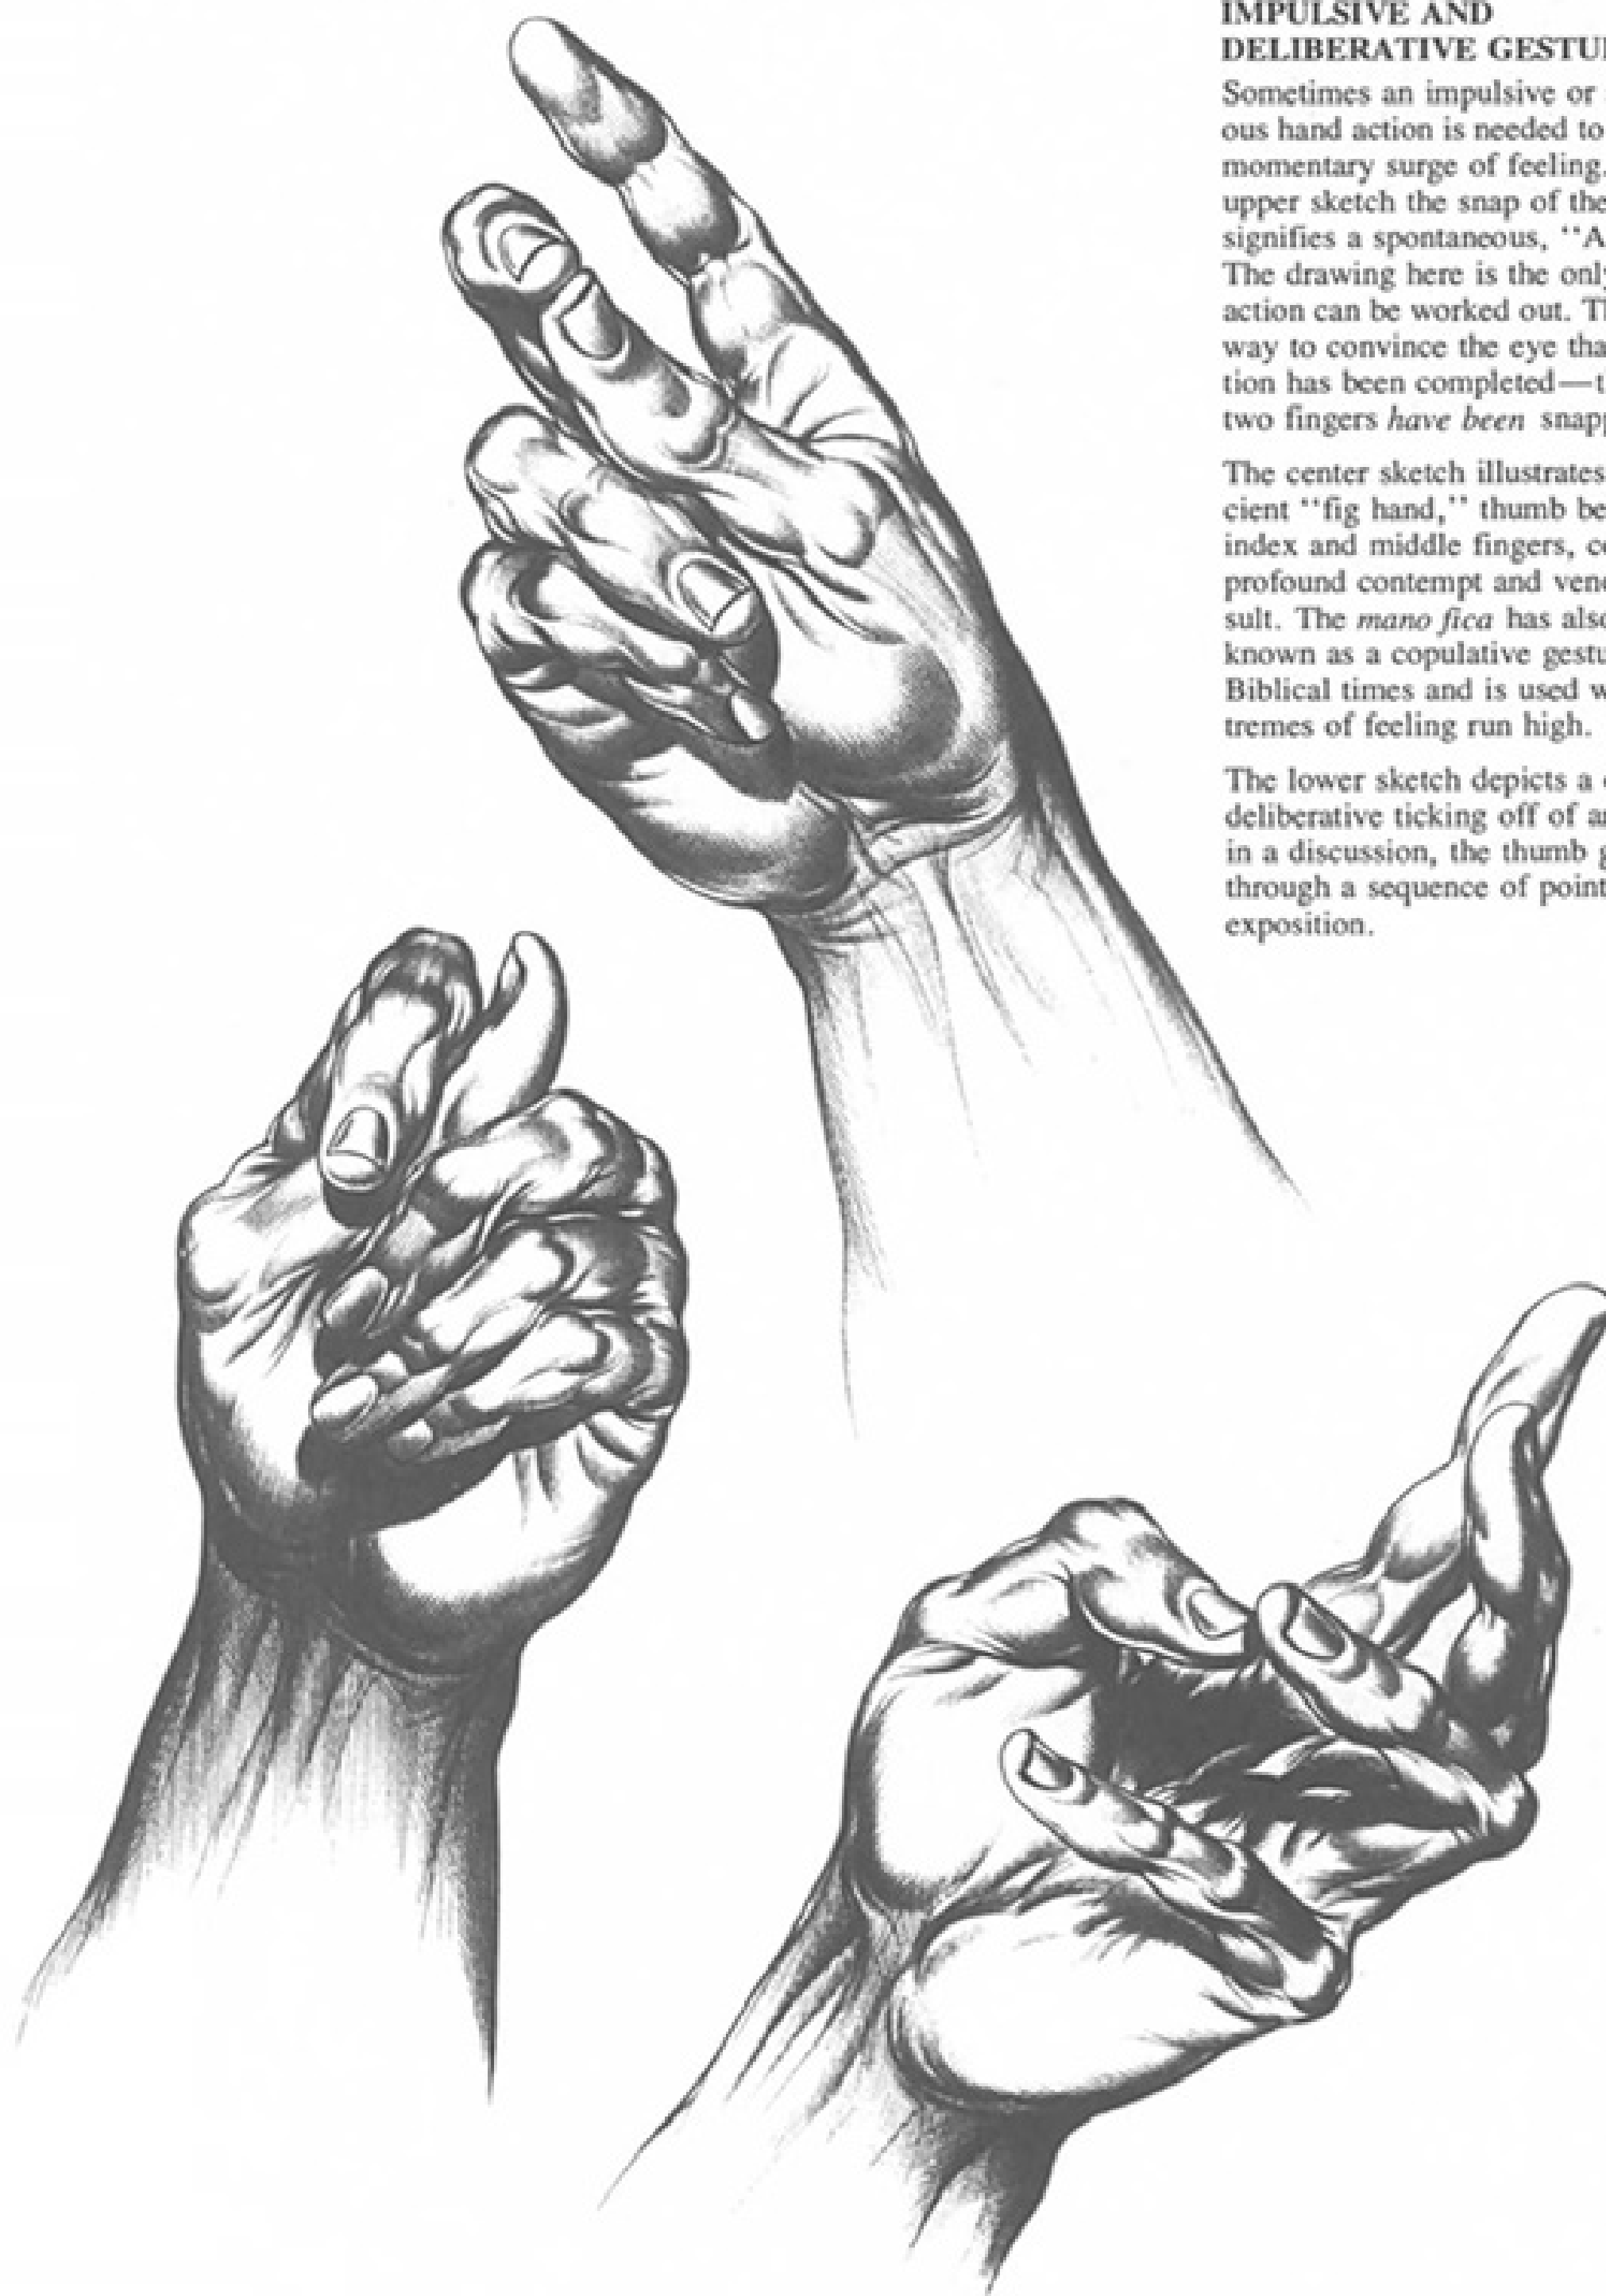 IMPULSIVE AND
DELIBERATIVE
Sometimes an impulsive or
ous hand action is needed to
momentary surge of feeling.
upper sketch the snap of the
signifies a spontaneous, “A
The drawing here is the only
action can be worked out. Th
way to convince the eye tha
tion has been completed—t
two fingers have been snapp
The center sketch illustrates
cient “fig hand,” thumb be
index and middle fingers, co
profound contempt and vene
sult. The mano fica has also
known as a copulative gestu
Biblical times and is used w
tremes of feeling run high.
The lower sketch depicts a
deliberative ticking off of
in a discussion, the thumb g
through a sequence of point
exposition.